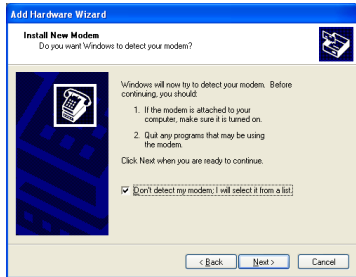 Add Hardware Wizard
Install New Modem
Do you want Windows to detect your modem?
Windows will now try to detect your modem. Before
continuing, you should:
1. If the modem is attached to your
computer, make sure it is turned on.
2. Quit any programs that may be using
the modem.
Click Next when you are ready to continue.
Don't detect my modem; I will select it from a list.
< Back
Next >
Cancel